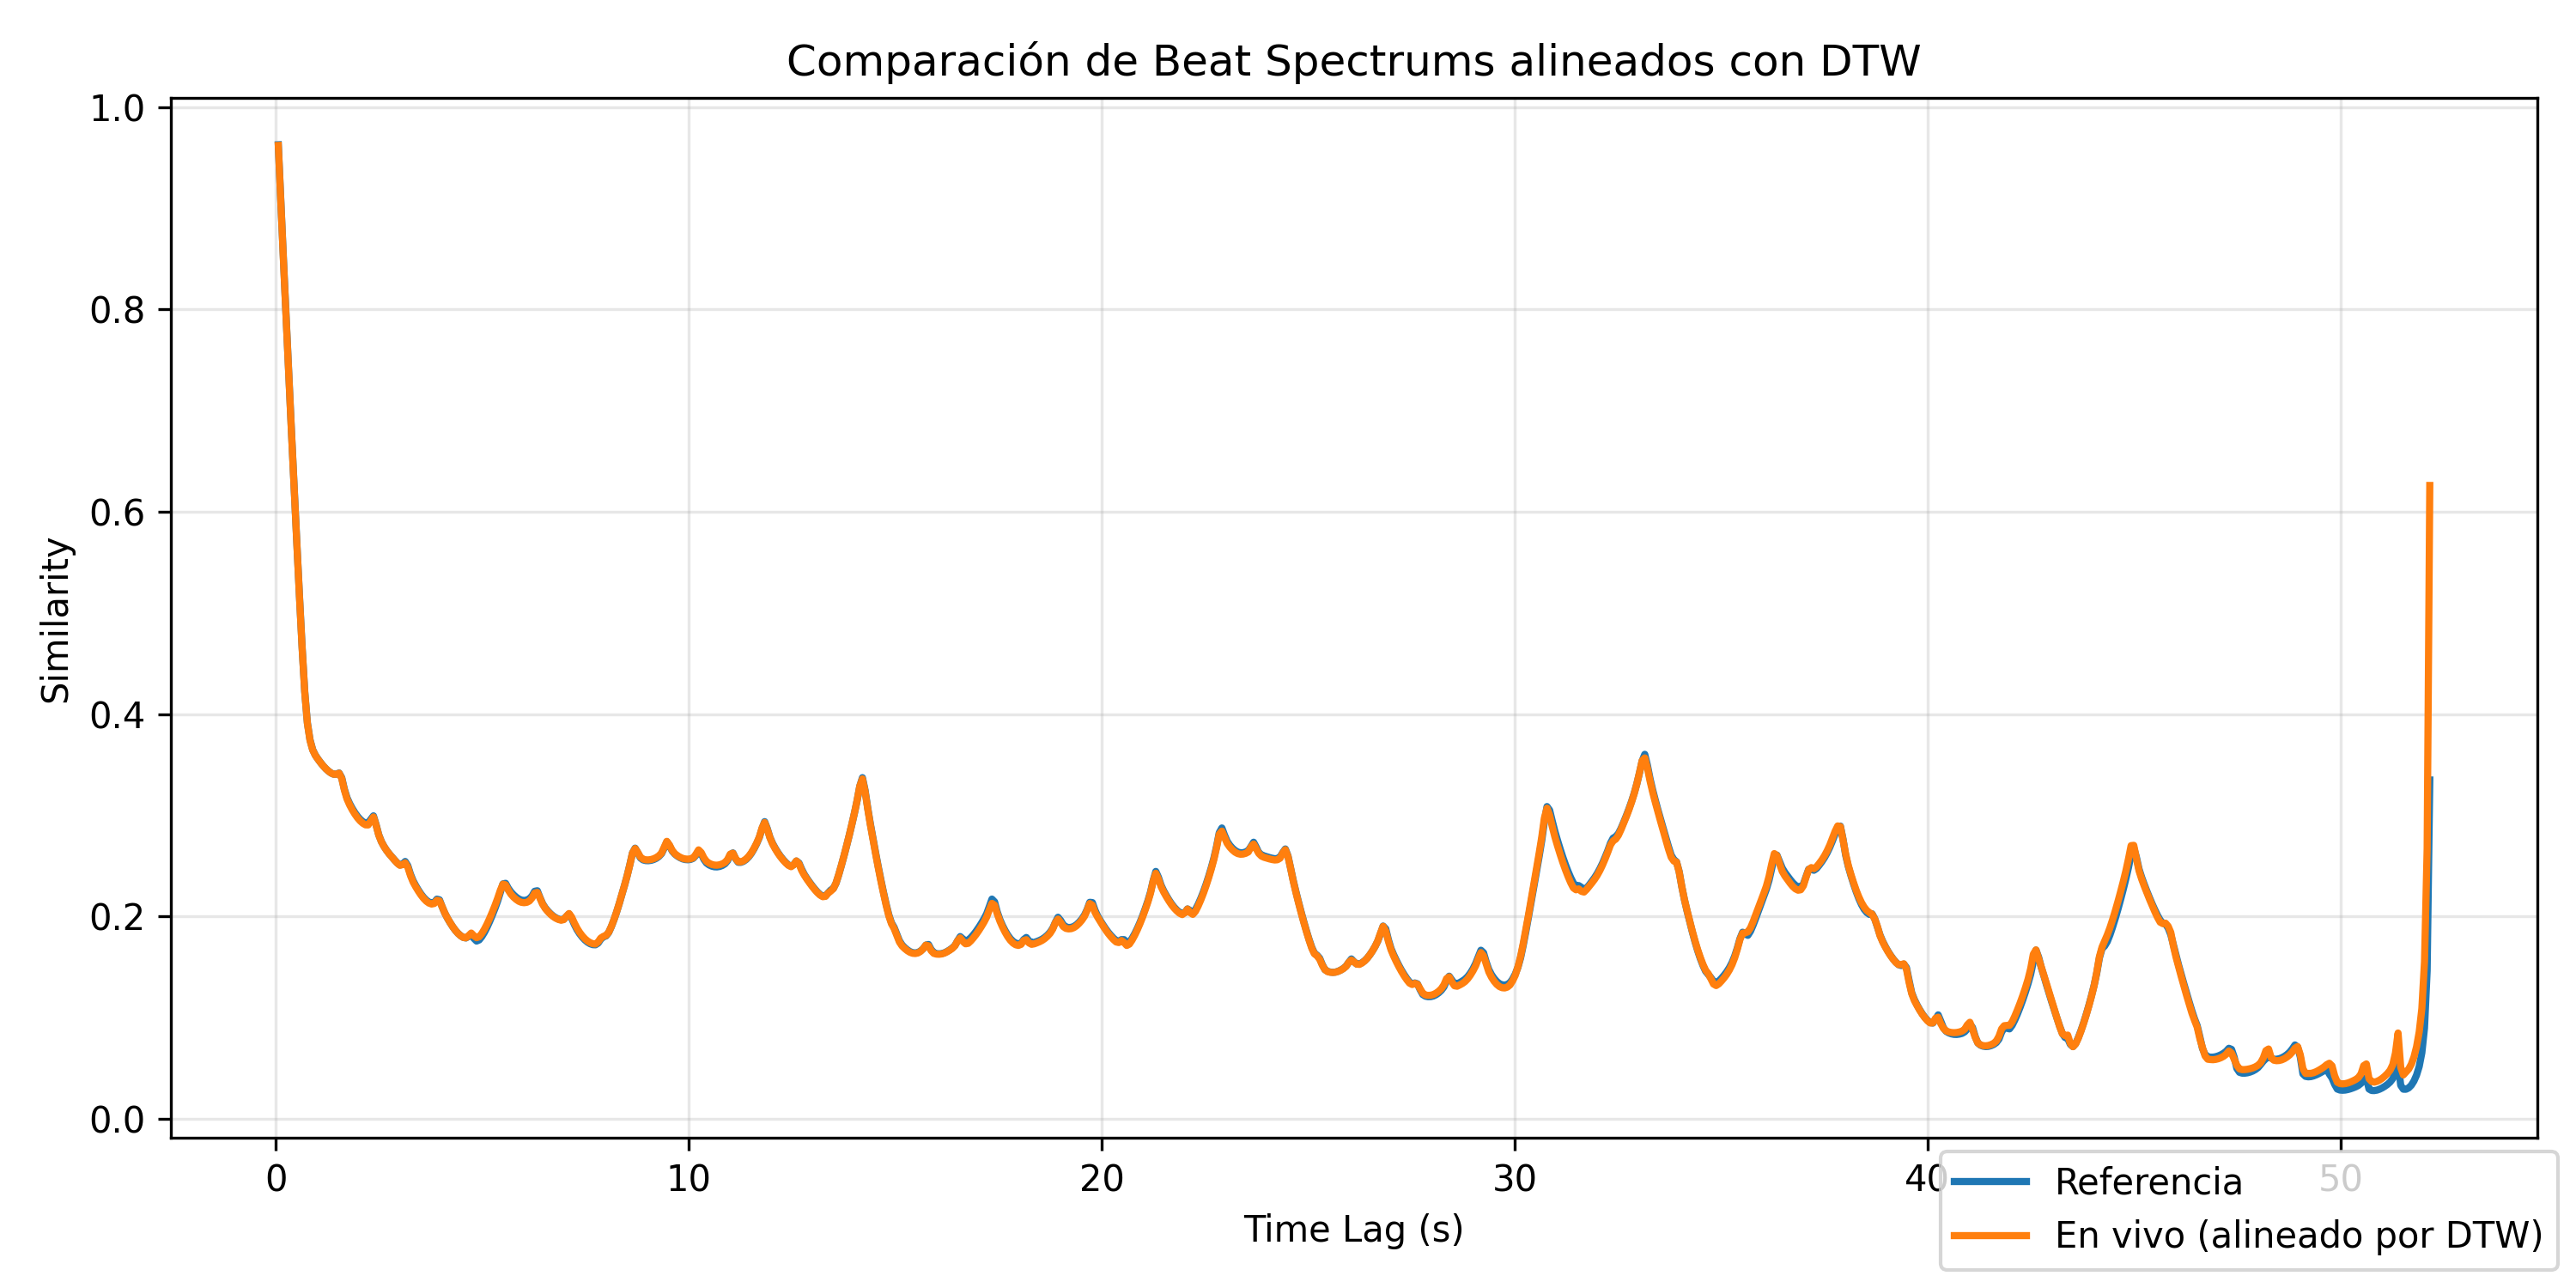 Comparación de Beat Spectrums alineados con DTW
1.0
0.8
0.6
0.4
0.2
0.0
Similarity
0 10 20 30 40 50
Time Lag (s)
Referencia
En vivo (alineado por DTW)